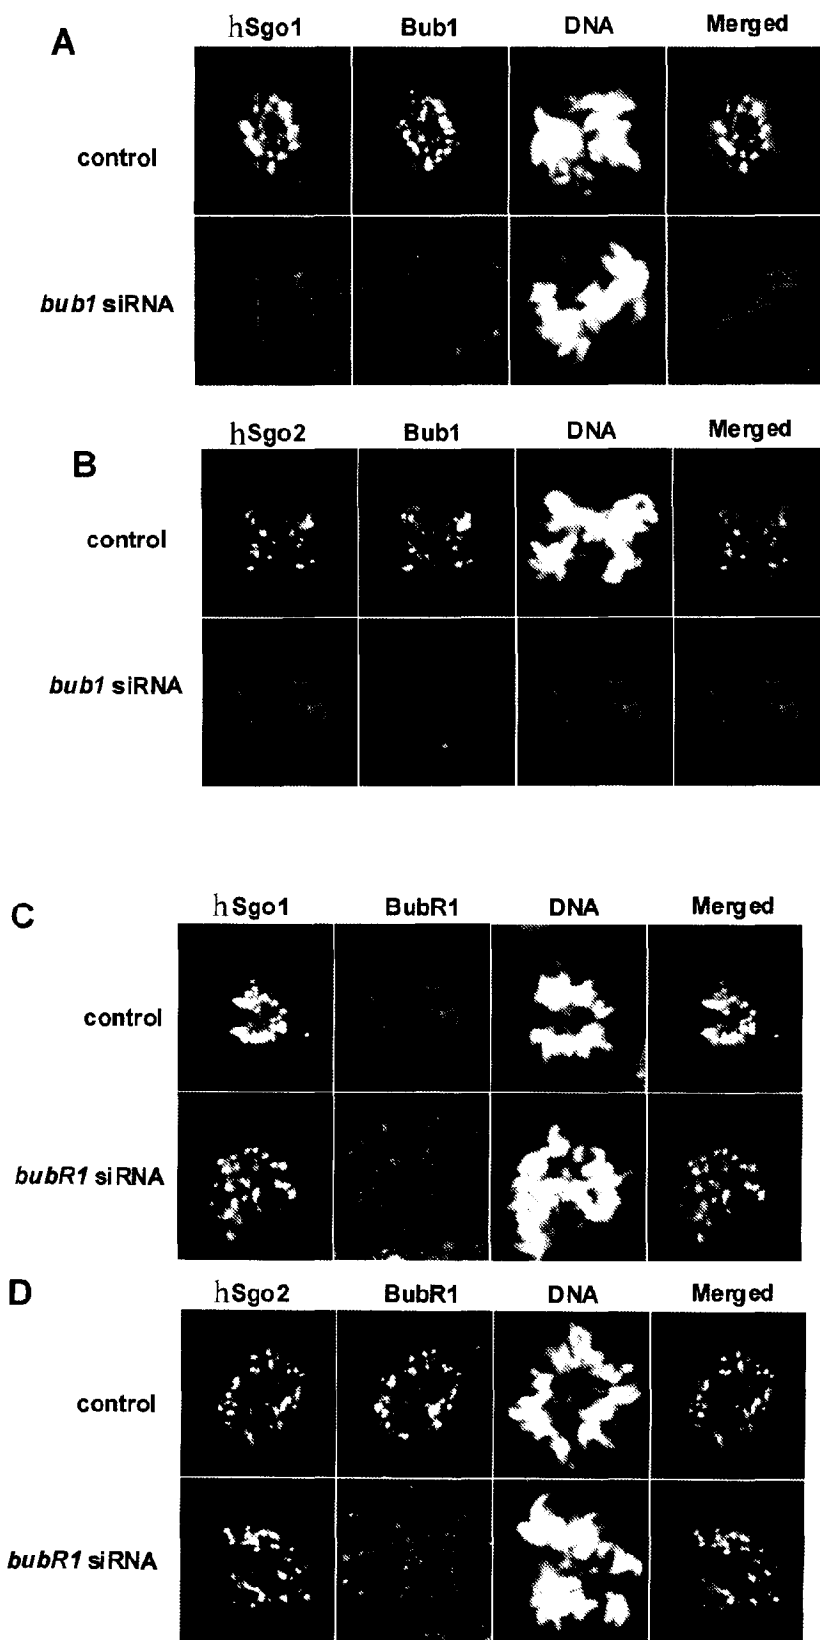 A
hSgo1 Bub1 DNA Merged
control
bub1 siRNA
B
hSgo2 Bub1 DNA Merged
control
bub1 siRNA
C
hSgo1 BubR1 DNA Merged
control
bubR1 siRNA
D
hSgo2 BubR1 DNA Merged
control
bubR1 siRNA